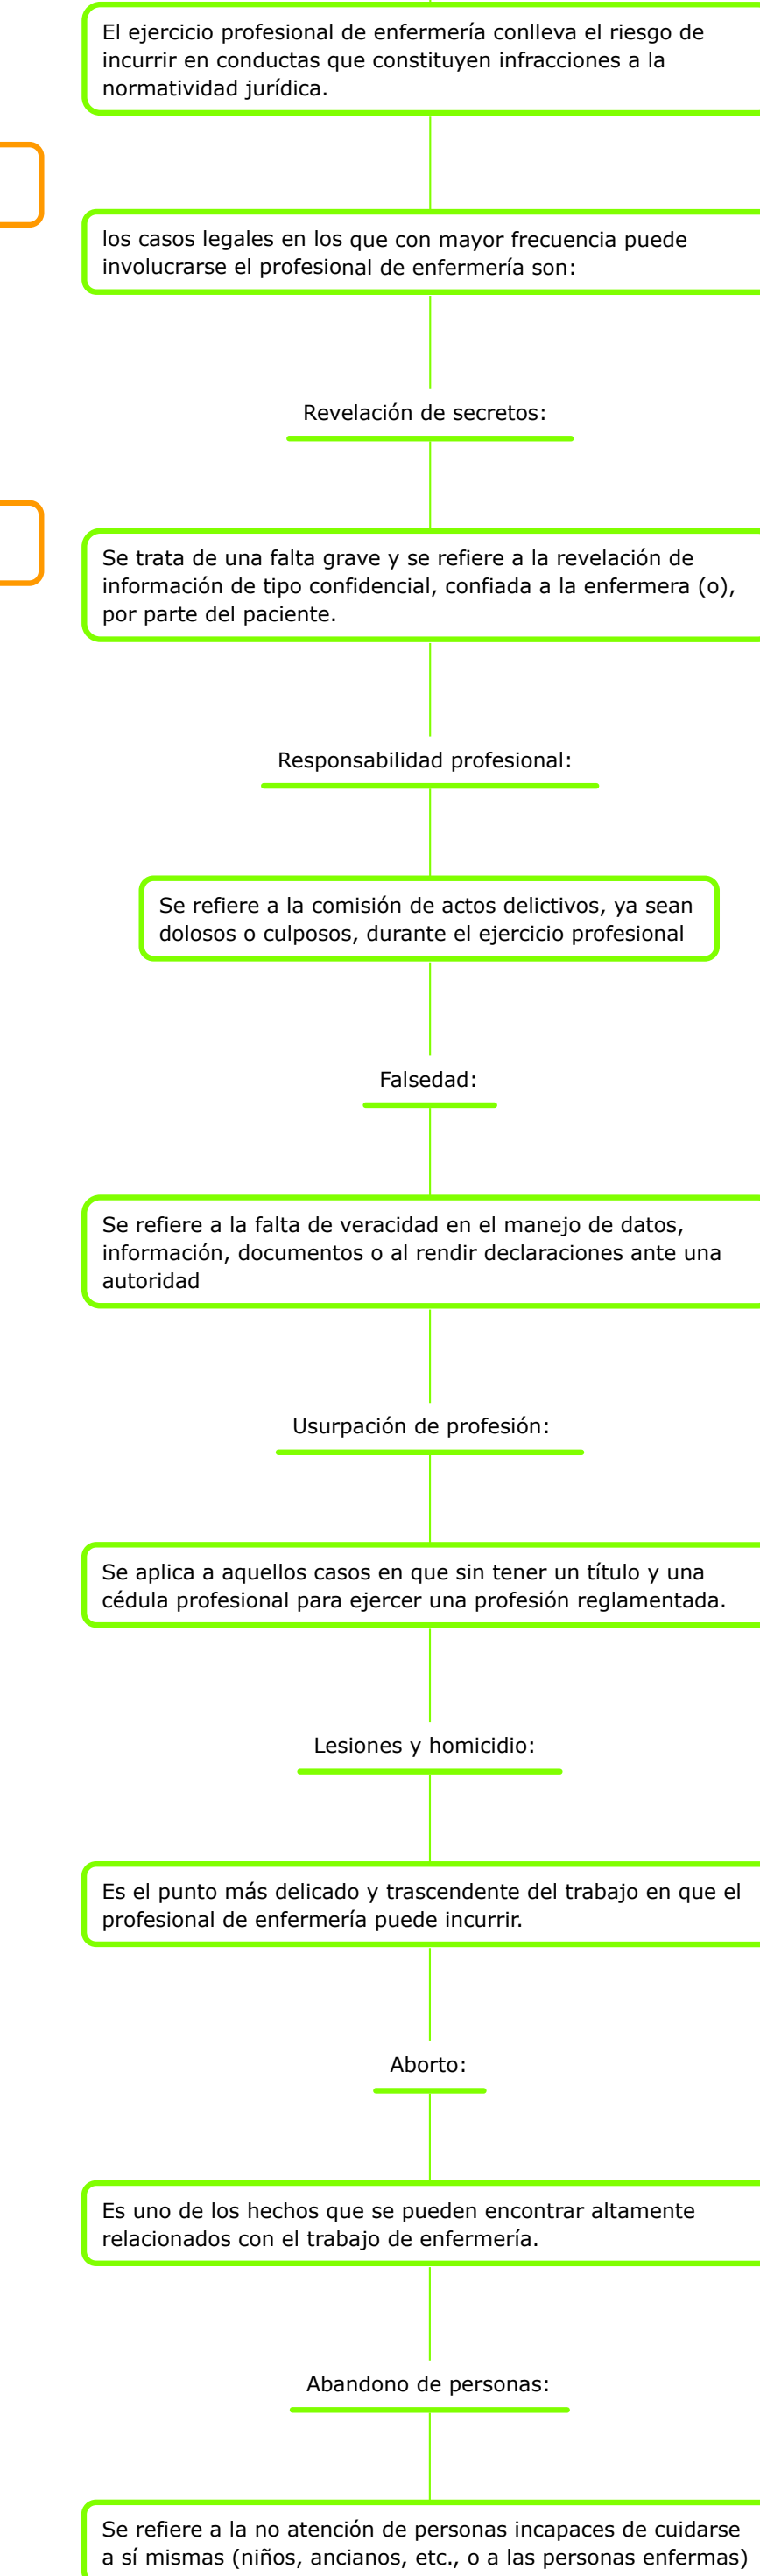 El ejercicio profesional de enfermería conlleva el riesgo de
incurrir en conductas que constituyen infracciones a la
normatividad jurídica.
los casos legales en los que con mayor frecuencia puede
involucrarse el profesional de enfermería son:
Revelación de secretos:
Se trata de una falta grave y se refiere a la revelación de
información de tipo confidencial, confiada a la enfermera (o),
por parte del paciente.
Responsabilidad profesional:
Se refiere a la comisión de actos delictivos, ya sean
dolosos o culposos, durante el ejercicio profesional
Falsedad:
Se refiere a la falta de veracidad en el manejo de datos,
información, documentos o al rendir declaraciones ante una
autoridad
Usurpación de profesión:
Se aplica a aquellos casos en que sin tener un título y una
cédula profesional para ejercer una profesión reglamentada.
Lesiones y homicidio:
Es el punto más delicado y trascendente del trabajo en que el
profesional de enfermería puede incurrir.
Aborto:
Es uno de los hechos que se pueden encontrar altamente
relacionados con el trabajo de enfermería.
Abandono de personas:
Se refiere a la no atención de personas incapaces de cuidarse
a sí mismas (niños, ancianos, etc., o a las personas enfermas)